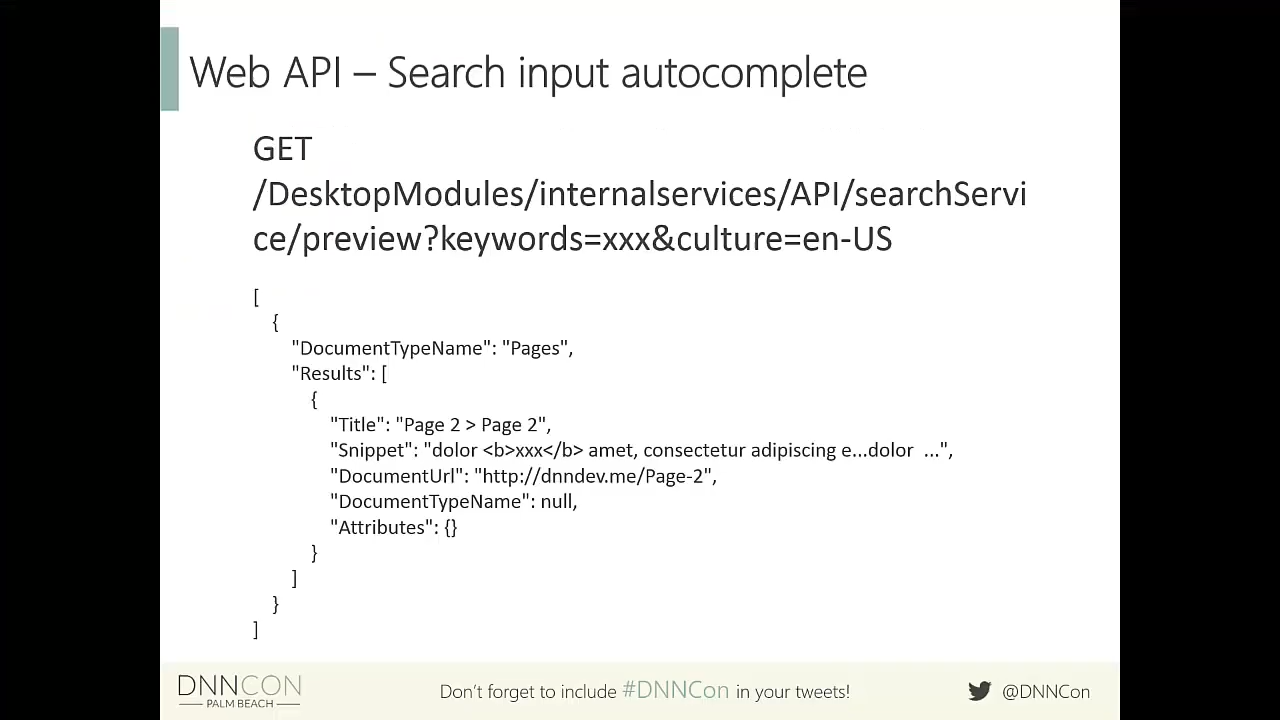 Web API – Search input autocomplete
GET
/DesktopModules/internalservices/API/searchServi
ce/preview?keywords=xxx&culture=en-US
[
{
"DocumentTypeName": "Pages",
"Results": [
{
"Title": "Page 2 > Page 2",
"Snippet": "dolor <b>xxx</b> amet, consectetur adipiscing e...dolor  ...",
"DocumentUrl": "http://dnndev.me/Page-2",
"DocumentTypeName": null,
"Attributes": {}
}
]
}
]
DNNCON
PALM BEACH
Don't forget to include #DNNCon in your tweets!
@DNNCon